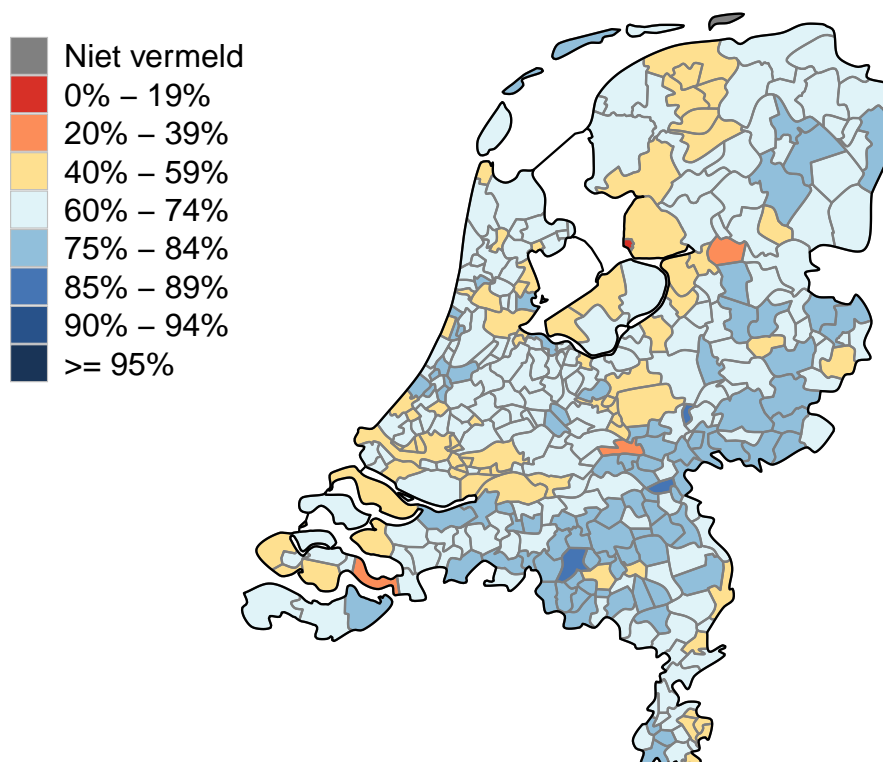 Niet vermeld
0% – 19%
20% – 39%
40% – 59%
60% – 74%
75% – 84%
85% – 89%
90% – 94%
>= 95%